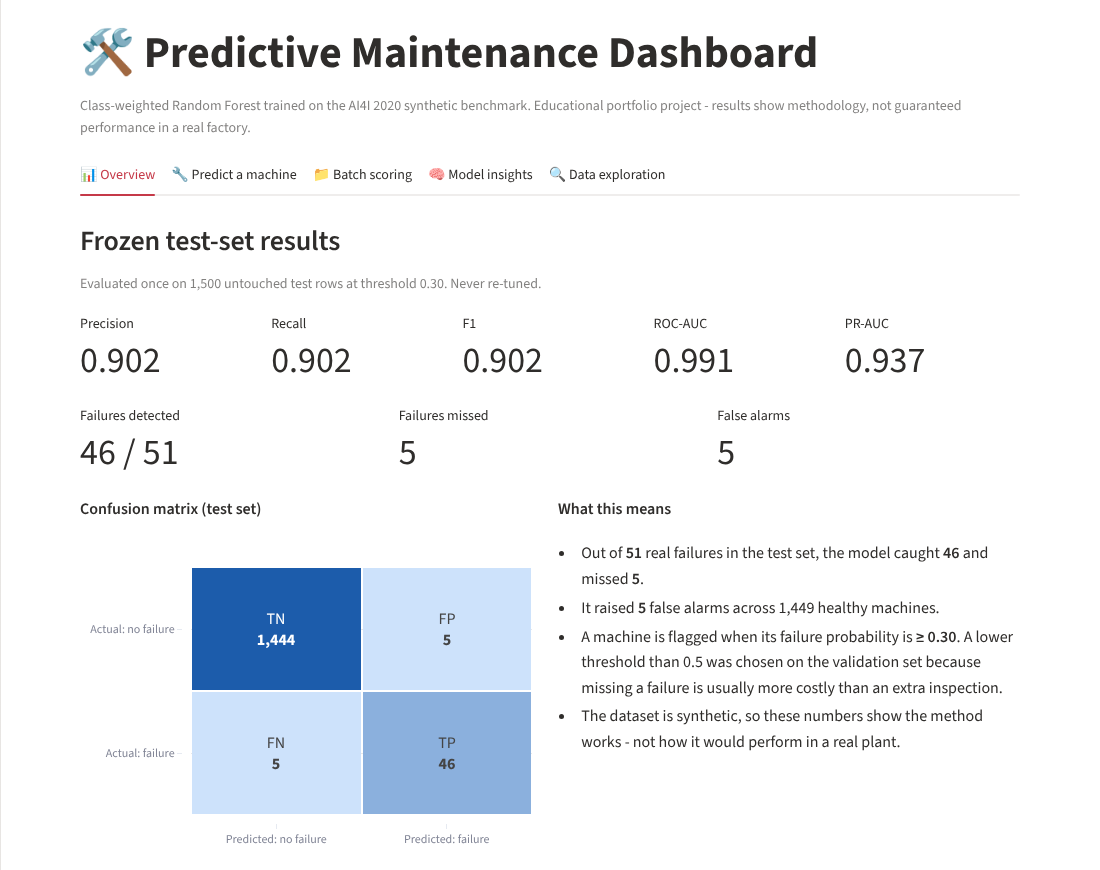 🛠️ Predictive Maintenance Dashboard
Class-weighted Random Forest trained on the AI4I 2020 synthetic benchmark. Educational portfolio project - results show methodology, not guaranteed
performance in a real factory.
📊 Overview 🔧 Predict a machine 📁 Batch scoring 🧠 Model insights 🔍 Data exploration
Frozen test-set results
Evaluated once on 1,500 untouched test rows at threshold 0.30. Never re-tuned.
Precision Recall F1 ROC-AUC PR-AUC
0.902 0.902 0.902 0.991 0.937
Failures detected Failures missed False alarms
46 / 51 5 5
Confusion matrix (test set)
Actual: no failure
TN
1,444
FP
5
Actual: failure
FN
5
TP
46
Predicted: no failure Predicted: failure
What this means
• Out of 51 real failures in the test set, the model caught 46 and
missed 5.
• It raised 5 false alarms across 1,449 healthy machines.
• A machine is flagged when its failure probability is ≥ 0.30. A lower
threshold than 0.5 was chosen on the validation set because
missing a failure is usually more costly than an extra inspection.
• The dataset is synthetic, so these numbers show the method
works - not how it would perform in a real plant.